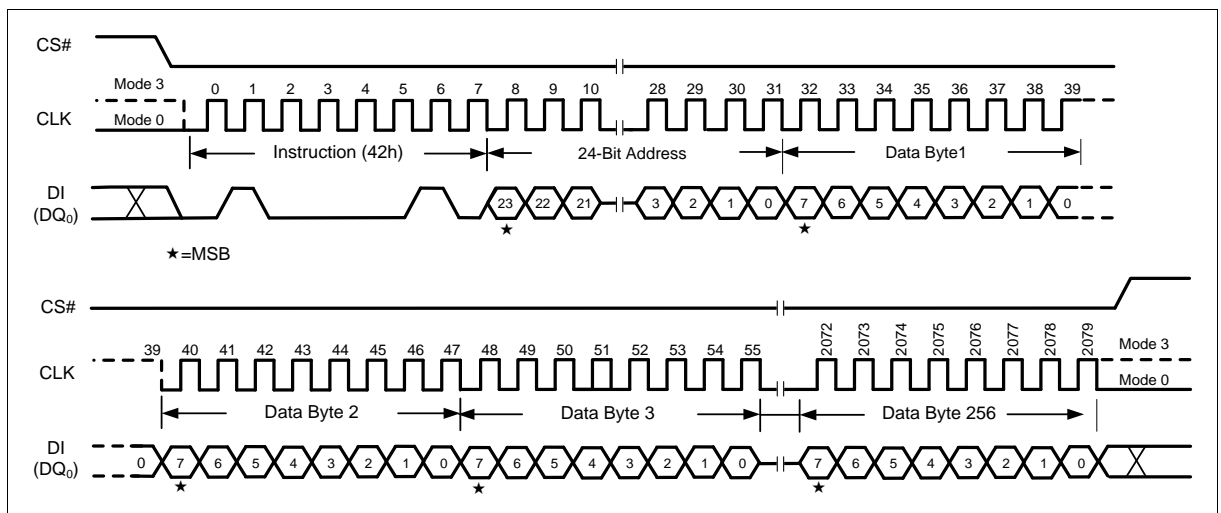 CS#
Mode 3
0 1 2 3 4 5 6 7 8 9 10 28 29 30 31 32 33 34 35 36 37 38 39
CLK
Mode 0
Instruction (42h)
24-Bit Address
Data Byte1
DI
(DQ0)
23 22 21 3 2 1 0 7 6 5 4 3 2 1 0
★ ★
★=MSB
CS#
39 40 41 42 43 44 45 46 47 48 49 50 51 52 53 54 55 2072 2073 2074 2075 2076 2077 2078 2079
Mode 3
CLK
Mode 0
Data Byte 2
Data Byte 3
Data Byte 256
DI
(DQ0)
0 7 6 5 4 3 2 1 0 7 6 5 4 3 2 1 0 7 6 5 4 3 2 1 0
★ ★ ★